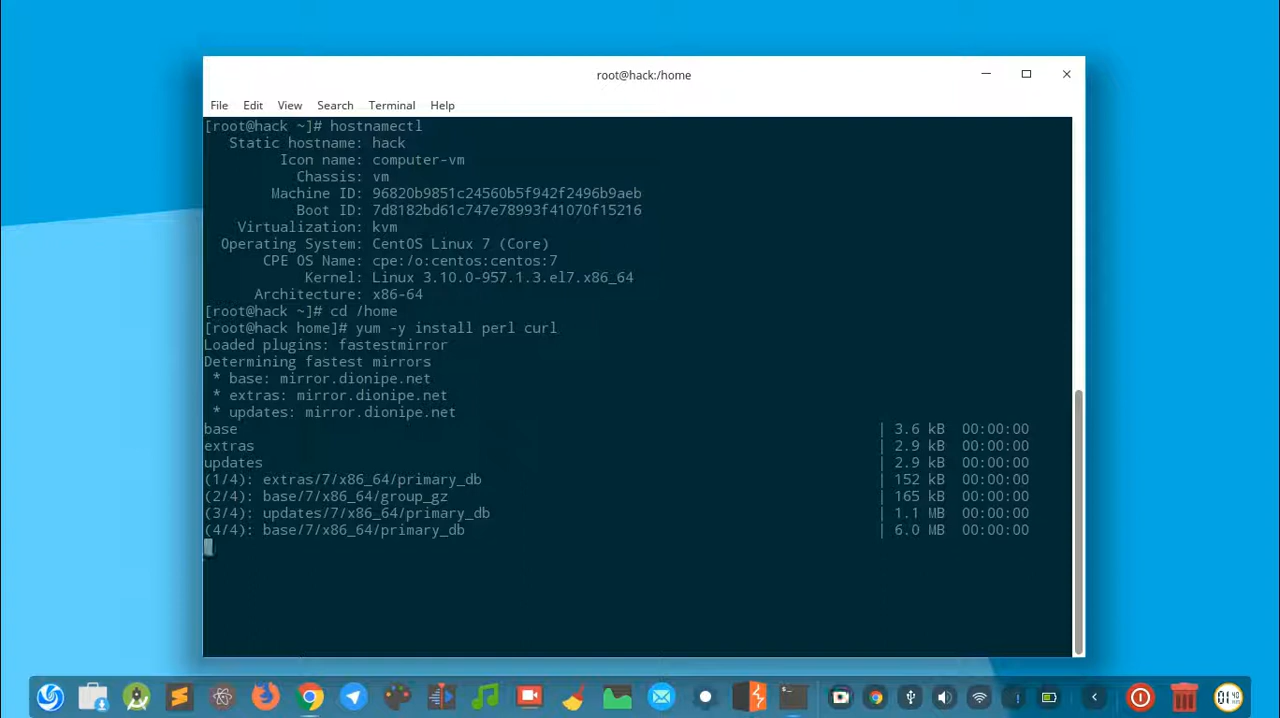 root@hack:/home
File Edit View Search Terminal Help
[root@hack ~]# hostnamectl
Static hostname: hack
Icon name: computer-vm
Chassis: vm
Machine ID: 96820b9851c24560b5f942f2496b9aeb
Boot ID: 7d8182bd61c747e78993f41070f15216
Virtualization: kvm
Operating System: CentOS Linux 7 (Core)
CPE OS Name: cpe:/o:centos:centos:7
Kernel: Linux 3.10.0-957.1.3.el7.x86_64
Architecture: x86-64
[root@hack ~]# cd /home
[root@hack home]# yum -y install perl curl
Loaded plugins: fastestmirror
Determining fastest mirrors
* base: mirror.dionipe.net
* extras: mirror.dionipe.net
* updates: mirror.dionipe.net
base | 3.6 kB 00:00:00
extras | 2.9 kB 00:00:00
updates | 2.9 kB 00:00:00
(1/4): extras/7/x86_64/primary_db | 152 kB 00:00:00
(2/4): base/7/x86_64/group_gz | 165 kB 00:00:00
(3/4): updates/7/x86_64/primary_db | 1.1 MB 00:00:00
(4/4): base/7/x86_64/primary_db | 6.0 MB 00:00:00